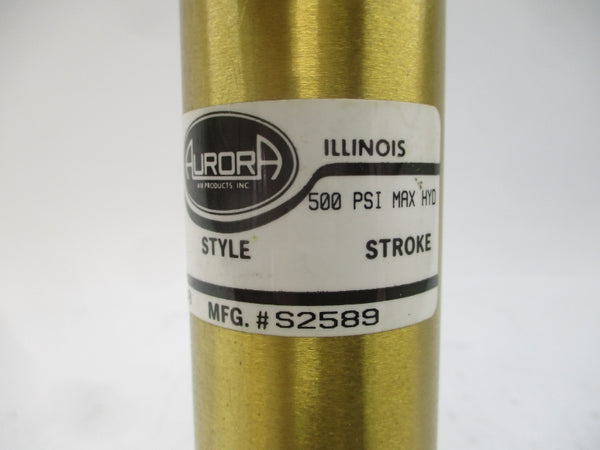 AURORA
AIR PRODUCTS, INC.
ILLINOIS
500 PSI MAX HYD
STYLE STROKE
MFG. # S2589